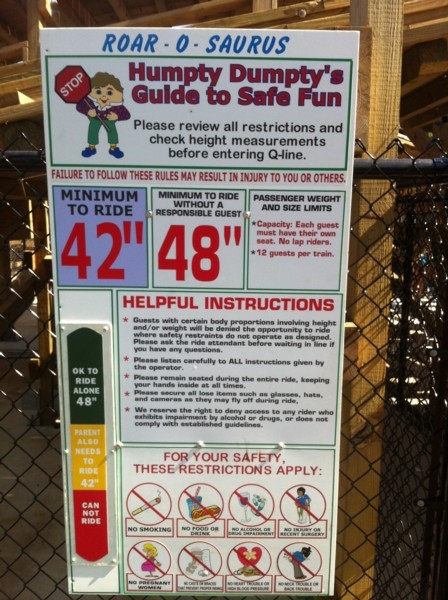 ROAR-O-SAURUS
STOP
Humpty Dumpty's
Guide to Safe Fun
Please review all restrictions and
check height measurements
before entering Q-line.
FAILURE TO FOLLOW THESE RULES MAY RESULT IN INJURY TO YOU OR OTHERS.
MINIMUM
TO RIDE
42"
MINIMUM TO RIDE
WITHOUT A
RESPONSIBLE GUEST
48"
PASSENGER WEIGHT
AND SIZE LIMITS
*Capacity: Each guest
must have their own
seat. No lap riders.
*12 guests per train.
HELPFUL INSTRUCTIONS
* Guests with certain body proportions involving height
and/or weight will be denied the opportunity to ride
where safety restraints do not operate as designed.
Please ask the ride attendant before waiting in line if
you have any questions.
* Please listen carefully to ALL instructions given by
the operator.
* Please remain seated during the entire ride, keeping
your hands inside at all times.
* Please secure all lose items such as glasses, hats,
and cameras as they may fly off during ride.
* We reserve the right to deny access to any rider who
exhibits impairment by alcohol or drugs, or does not
comply with established guidelines.
OK TO
RIDE
ALONE
48"
PARENT
ALSO
NEEDS
TO
RIDE
42"
CAN
NOT
RIDE
FOR YOUR SAFETY,
THESE RESTRICTIONS APPLY:
NO SMOKING
NO FOOD OR
DRINK
NO ALCOHOL OR
DRUG IMPAIRMENT
NO INJURY OR
RECENT SURGERY
NO PREGNANT
WOMEN
NO CASTS OR BRACES
THAT PREVENT PROPER RIDING
NO HEART TROUBLE OR
HIGH BLOOD PRESSURE
NO NECK TROUBLE OR
BACK TROUBLE